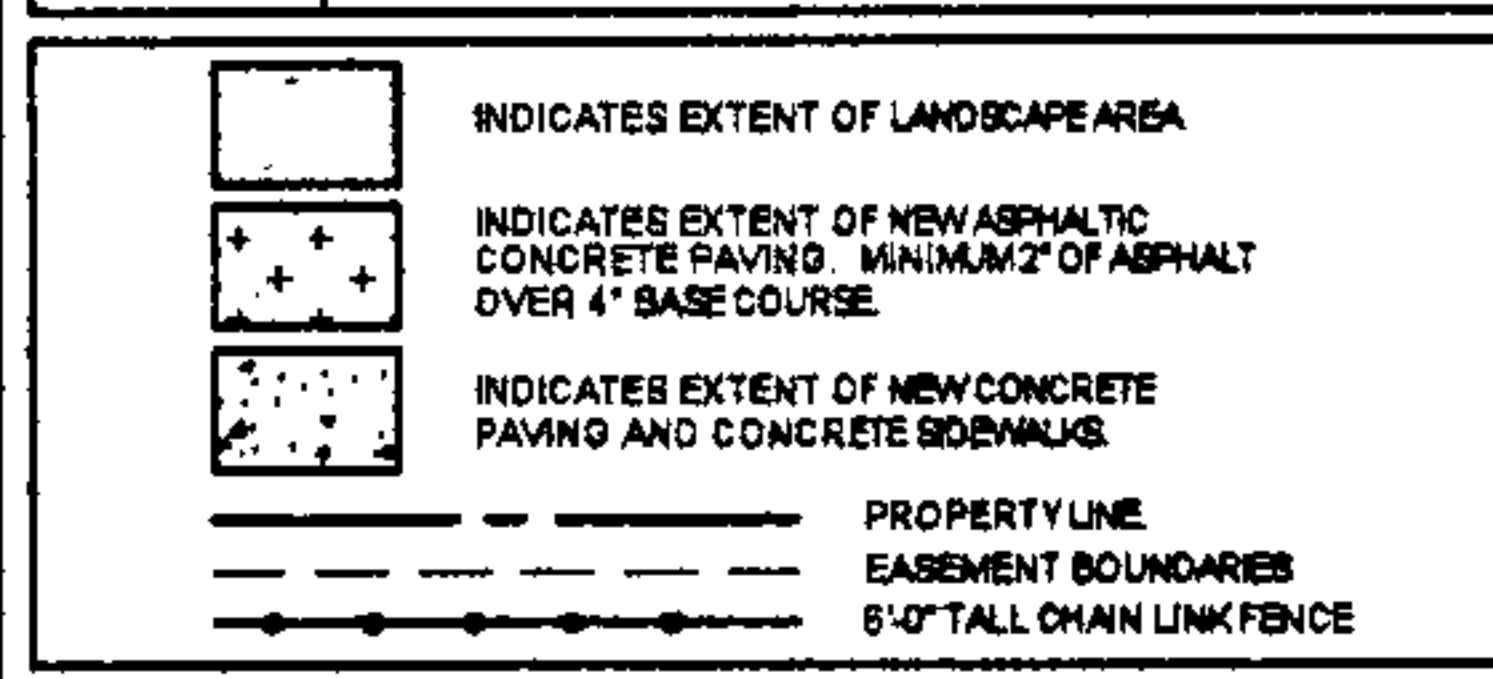 INDICATES EXTENT OF LANDSCAPE AREA
INDICATES EXTENT OF NEW ASPHALTIC
CONCRETE PAVING. MINIMUM 2" OF ASPHALT
OVER 4" BASE COURSE.
INDICATES EXTENT OF NEW CONCRETE
PAVING AND CONCRETE SIDEWALKS.
PROPERTY LINE
EASEMENT BOUNDARIES
6'-0" TALL CHAIN LINK FENCE